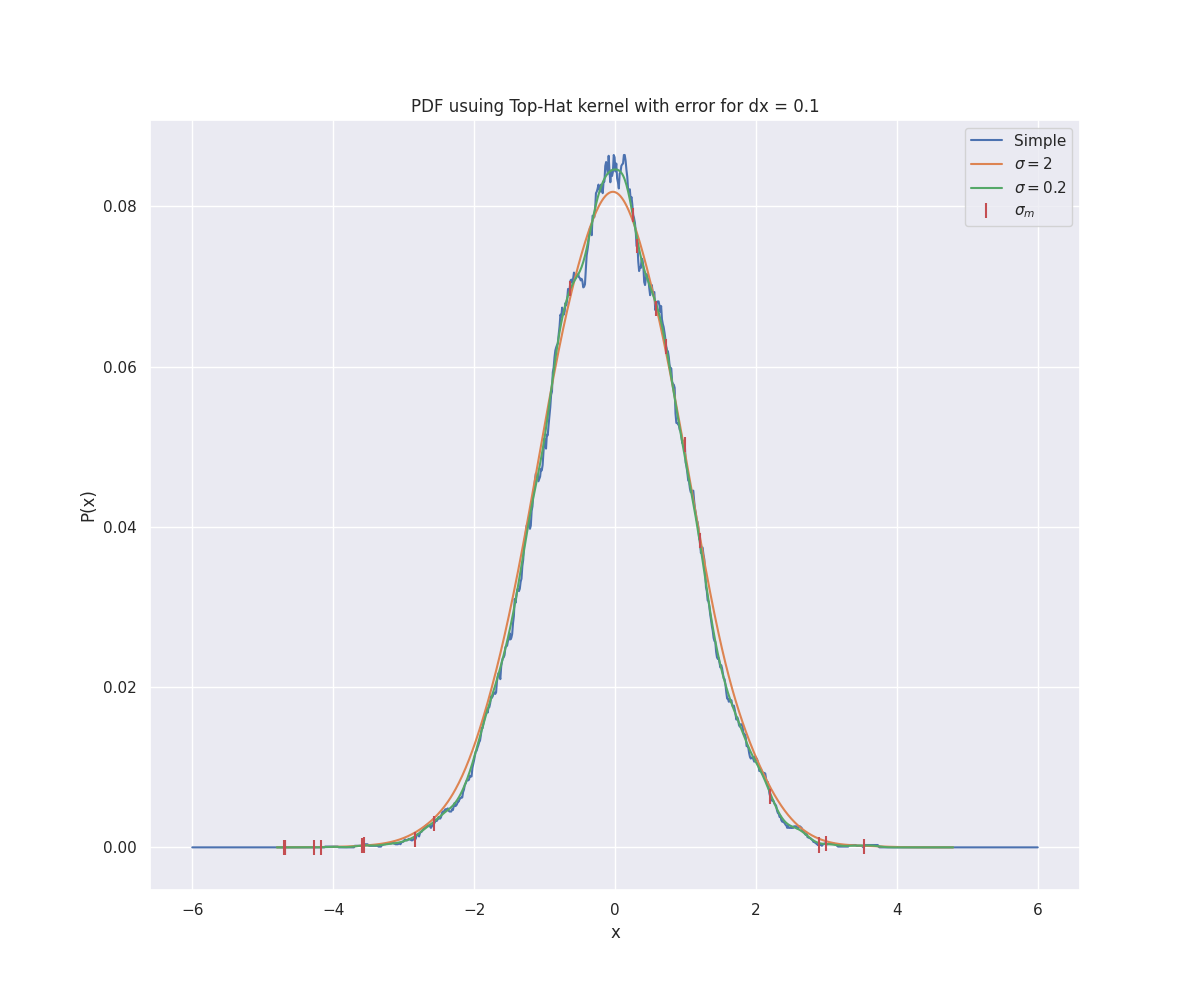 PDF usuing Top-Hat kernel with error for dx = 0.1
Simple
σ = 2
σ = 0.2
σₘ
P(x)
0.08
0.06
0.04
0.02
0.00
−6 −4 −2 0 2 4 6
x